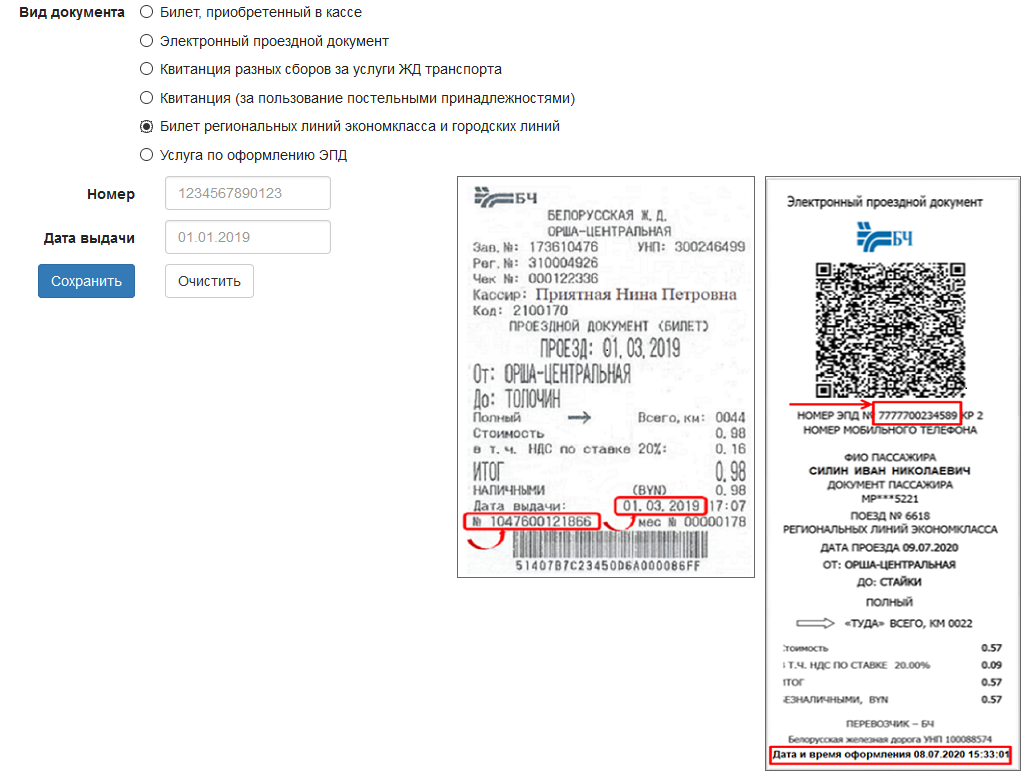 Вид документа
Билет, приобретенный в кассе
Электронный проездной документ
Квитанция разных сборов за услуги ЖД транспорта
Квитанция (за пользование постельными принадлежностями)
Билет региональных линий экономкласса и городских линий
Услуга по оформлению ЭПД
Номер 1234567890123
Дата выдачи 01.01.2019
Сохранить Очистить
БЧ
БЕЛОРУССКАЯ Ж.Д.
ОРША-ЦЕНТРАЛЬНАЯ
Зав.№: 173610476 УНП: 300246499
Рег.№: 310004926
Чек №: 000122336
Кассир: Приятная Нина Петровна
Код: 2100170
ПРОЕЗДНОЙ ДОКУМЕНТ (БИЛЕТ)
ПРОЕЗД: 01.03.2019
От: ОРША-ЦЕНТРАЛЬНАЯ
До: ТОЛОЧИН
Полный → Всего, км: 0044
Стоимость 0.98
в т.ч. НДС по ставке 20%: 0.16
ИТОГ 0.98
НАЛИЧНЫМИ (BYN) 0.98
Дата выдачи: 01.03.2019 17:07
№ 1047600121866 мес № 00000178
51407B7C23450D6A000086FF
Электронный проездной документ
БЧ
НОМЕР ЭПД № 7777700234589 КР 2
НОМЕР МОБИЛЬНОГО ТЕЛЕФОНА
ФИО ПАССАЖИРА
СИЛИН ИВАН НИКОЛАЕВИЧ
ДОКУМЕНТ ПАССАЖИРА
МР***5221
ПОЕЗД № 6618
РЕГИОНАЛЬНЫХ ЛИНИЙ ЭКОНОМКЛАССА
ДАТА ПРОЕЗДА 09.07.2020
ОТ: ОРША-ЦЕНТРАЛЬНАЯ
ДО: СТАЙКИ
ПОЛНЫЙ
«ТУДА» ВСЕГО, КМ 0022
Стоимость 0.57
В Т.Ч. НДС ПО СТАВКЕ 20.00% 0.09
ИТОГ 0.57
БЕЗНАЛИЧНЫМИ, BYN 0.57
ПЕРЕВОЗЧИК – БЧ
Белорусская железная дорога УНП 100088574
Дата и время оформления 08.07.2020 15:33:01